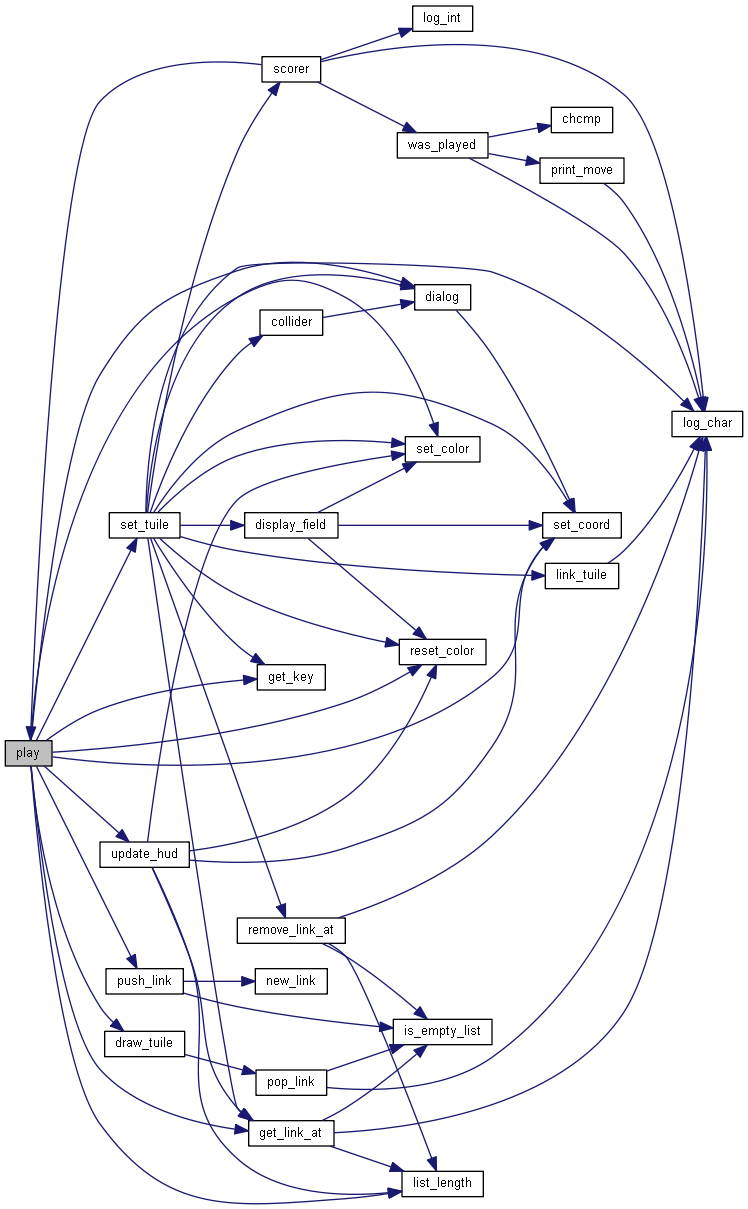 log_int
scorer
chcmp
was_played
print_move
dialog
collider
log_char
set_color
set_tuile
display_field
set_coord
link_tuile
reset_color
get_key
play
update_hud
remove_link_at
push_link
new_link
is_empty_list
draw_tuile
pop_link
get_link_at
list_length